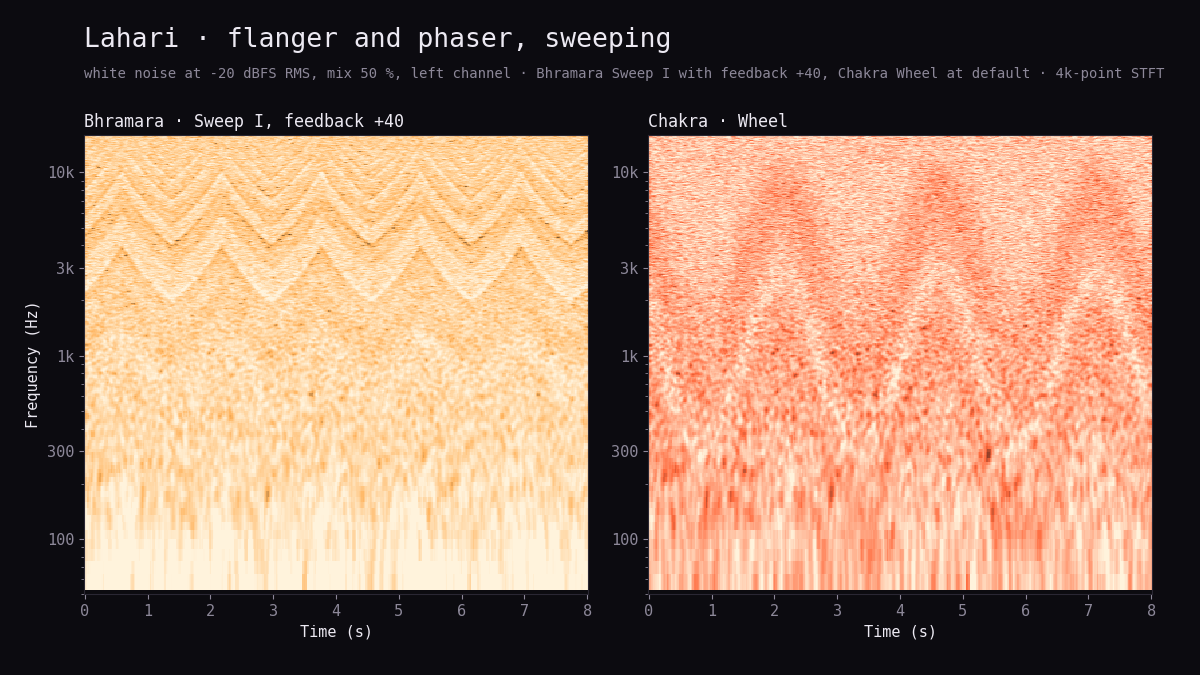 Lahari · flanger and phaser, sweeping
white noise at -20 dBFS RMS, mix 50 %, left channel · Bhramara Sweep I with feedback +40, Chakra Wheel at default · 4k-point STFT
Bhramara · Sweep I, feedback +40
Chakra · Wheel
10k
3k
1k
300
100
Frequency (Hz)
0 1 2 3 4 5 6 7 8
Time (s)
10k
3k
1k
300
100
0 1 2 3 4 5 6 7 8
Time (s)